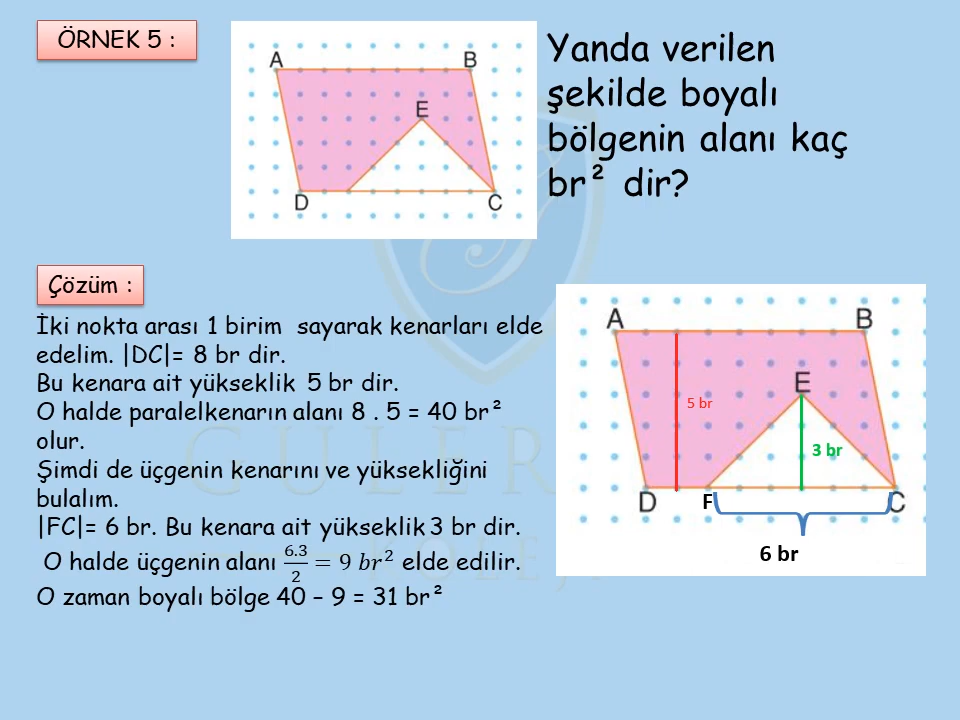 ÖRNEK 5 :
A B
E
D C
Yanda verilen
şekilde boyalı
bölgenin alanı kaç
br² dir?
Çözüm :
İki nokta arası 1 birim sayarak kenarları elde
edelim. |DC|= 8 br dir.
Bu kenara ait yükseklik 5 br dir.
O halde paralelkenarın alanı 8 . 5 = 40 br²
olur.
Şimdi de üçgenin kenarını ve yüksekliğini
bulalım.
|FC|= 6 br. Bu kenara ait yükseklik 3 br dir.
O halde üçgenin alanı 6.3/2 = 9 br² elde edilir.
O zaman boyalı bölge 40 – 9 = 31 br²
A B
E
5 br
3 br
D F C
6 br